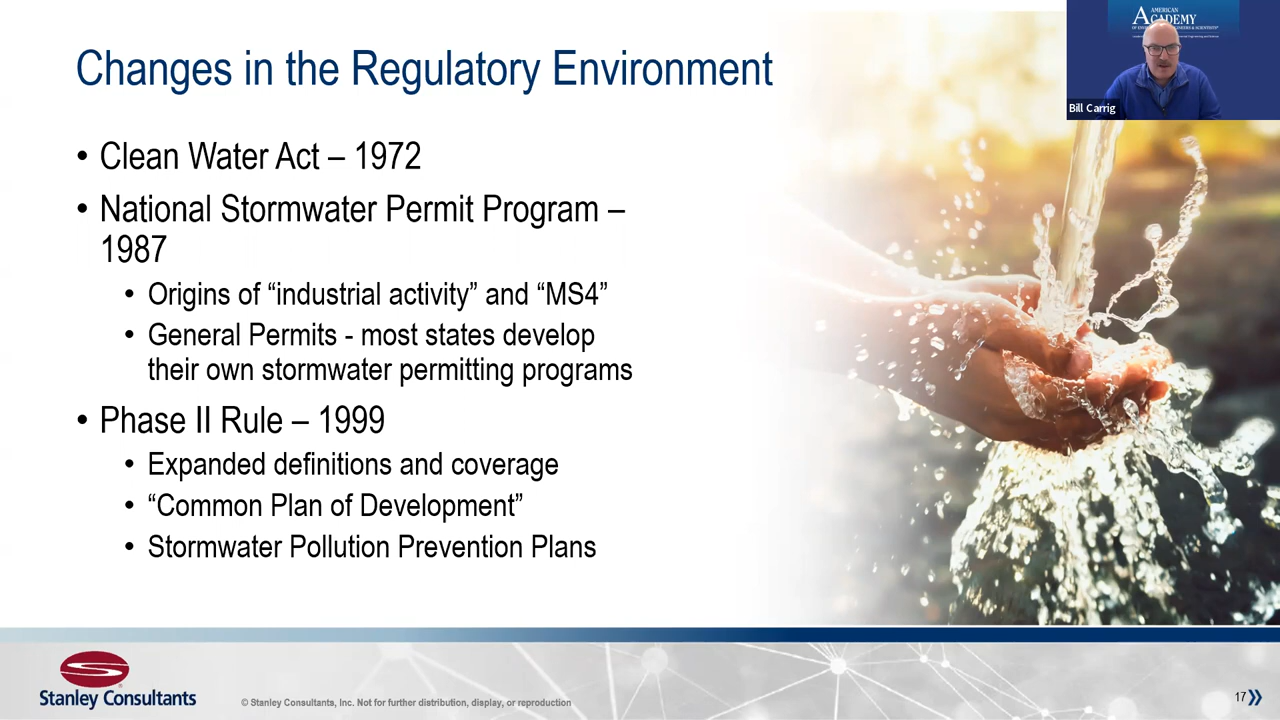 Changes in the Regulatory Environment
AMERICAN
ACADEMY
Bill Carrig
• Clean Water Act – 1972
• National Stormwater Permit Program –
1987
• Origins of “industrial activity” and “MS4”
• General Permits - most states develop
their own stormwater permitting programs
• Phase II Rule – 1999
• Expanded definitions and coverage
• “Common Plan of Development”
• Stormwater Pollution Prevention Plans
Stanley Consultants
© Stanley Consultants, Inc. Not for further distribution, display, or reproduction
17